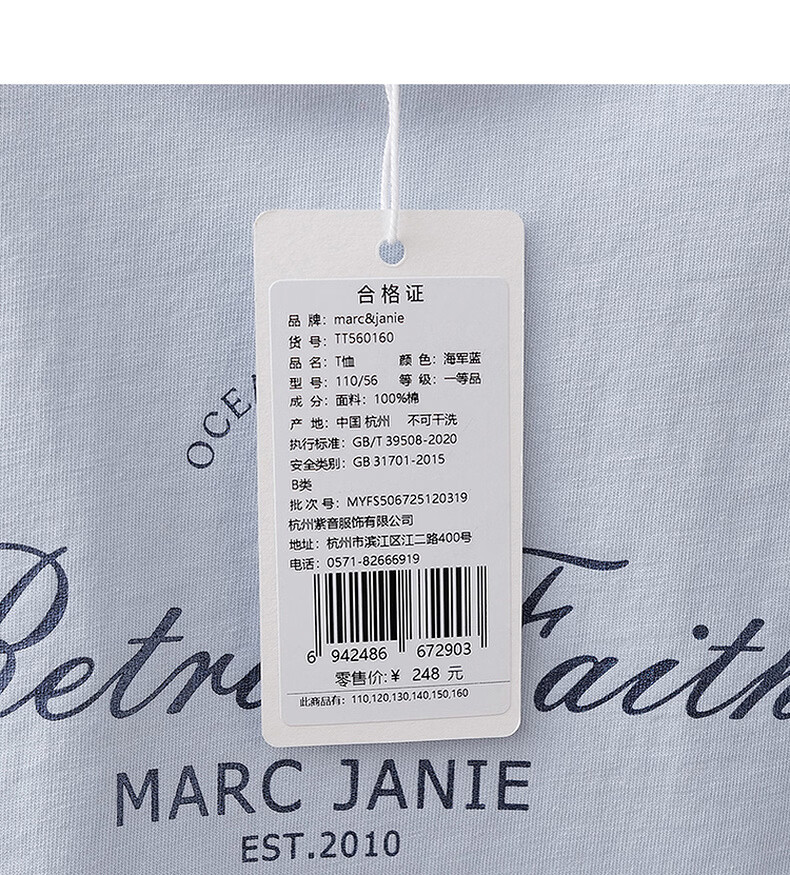 合格证
品 牌: marc&janie
货 号: TT560160
品 名: T恤 颜 色: 海军蓝
型 号: 110/56 等 级: 一等品
成 分: 面料: 100%棉
产 地: 中国 杭州 不可干洗
执行标准: GB/T 39508-2020
安全类别: GB 31701-2015
B类
批 次 号: MYFS506725120319
杭州紫音服饰有限公司
地址: 杭州市滨江区江二路400号
电话: 0571-82666919
6 942486 672903
零售价:¥ 248 元
此商品有: 110,120,130,140,150,160
OCEA
Retro Faith
MARC JANIE
EST.2010